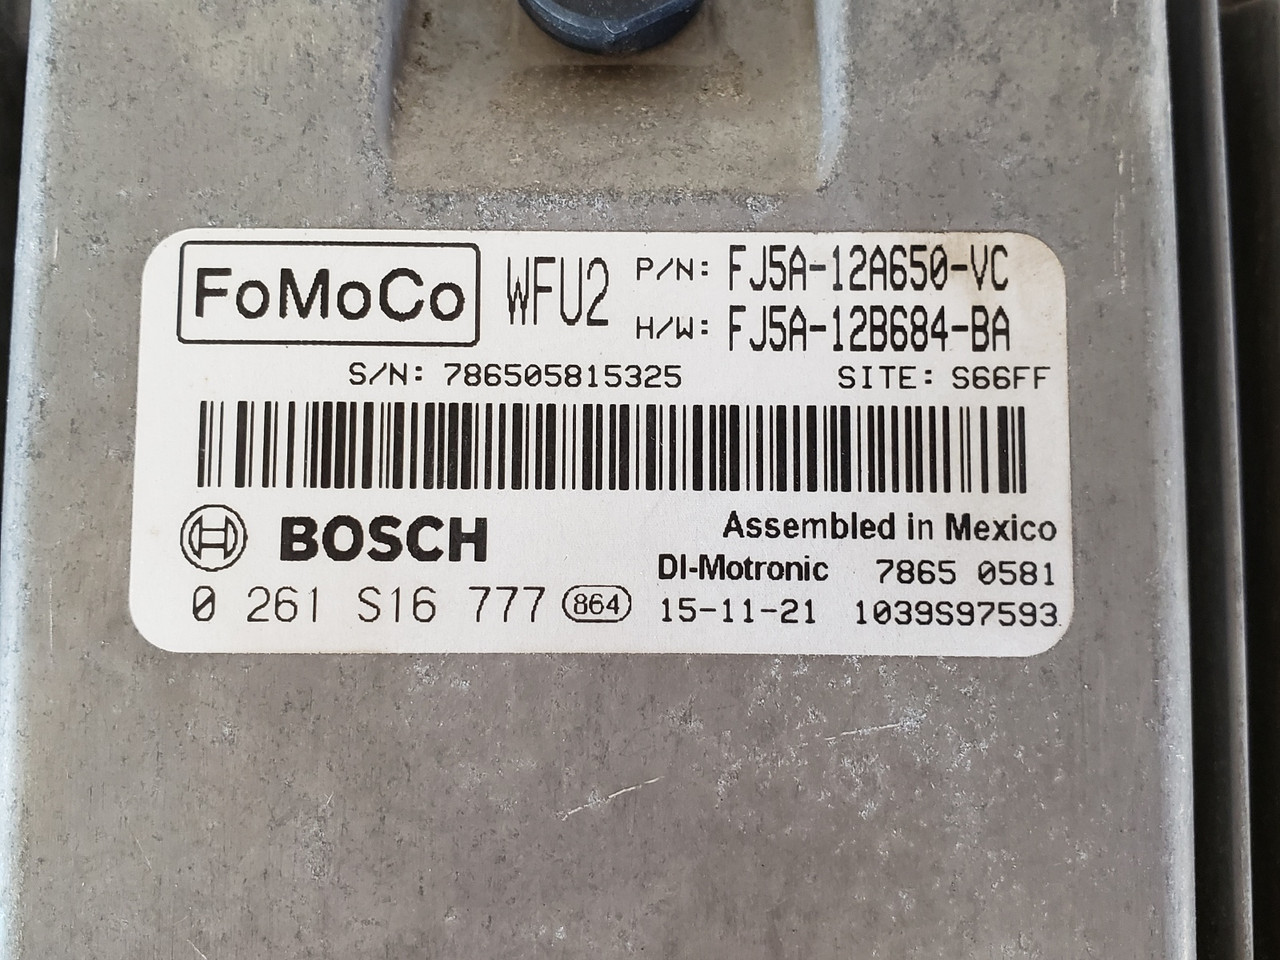 FoMoCo WFU2 P/N: FJ5A-12A650-VC
H/W: FJ5A-12B684-BA
S/N: 786505815325 SITE: S66FF
BOSCH Assembled in Mexico
DI-Motronic 7865 0581
0 261 S16 777 864 15-11-21 1039S97593